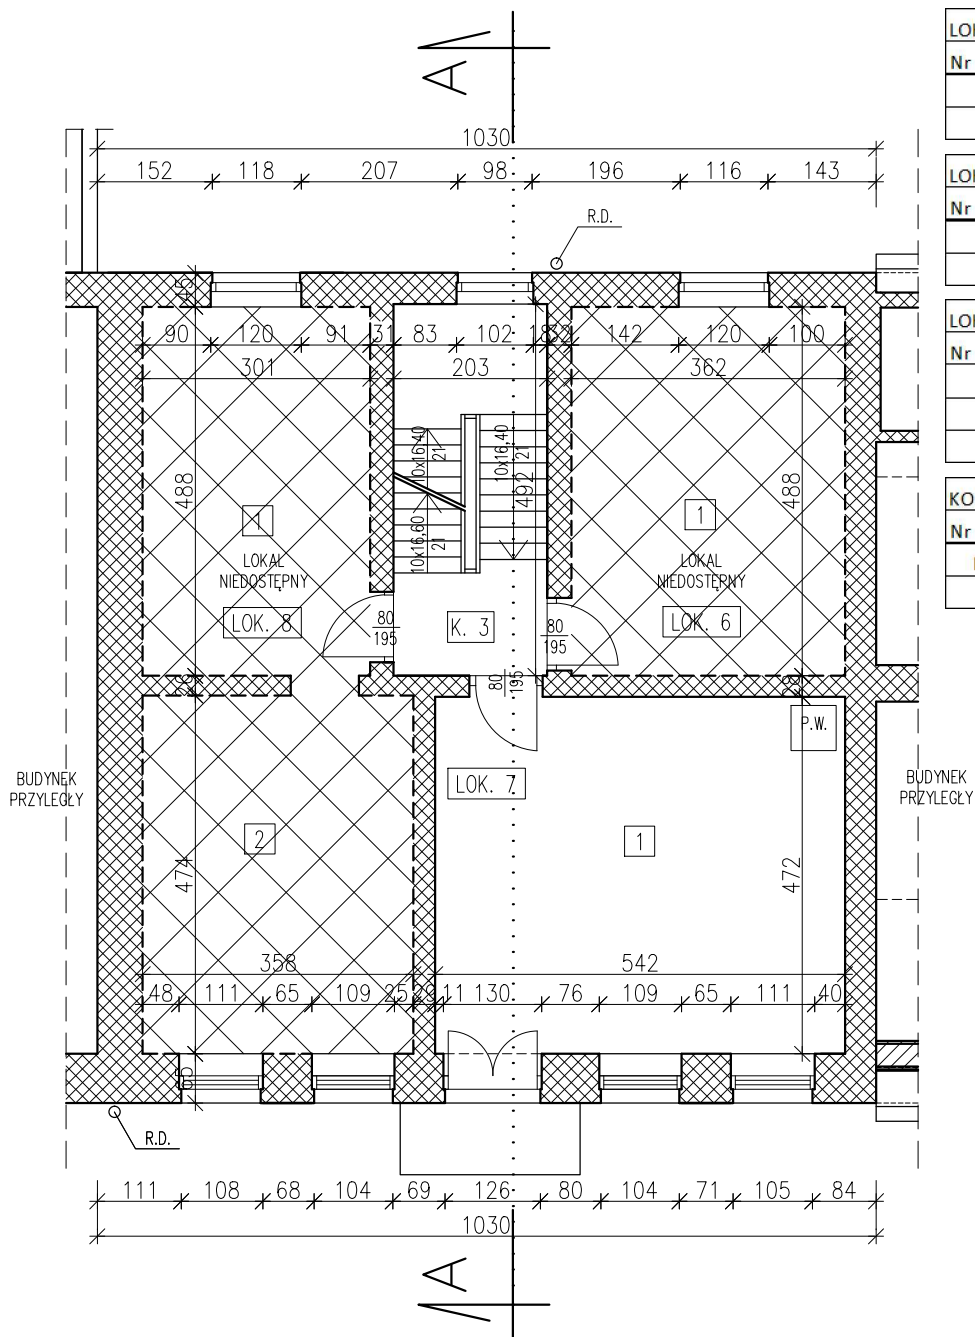 A
LOK
Nr
LOK
Nr
LOK
Nr
KO
Nr
1030
152 118 207 98 196 116 143
R.D.
45
90 120 91 31 83 102 18 32 142 120 100
301 203 362
10x16,40
21
10x16,40
21
492
488
488
10x16,60
21
1
1
LOKAL
NIEDOSTĘPNY
LOKAL
NIEDOSTĘPNY
LOK. 8
80
195
K. 3
80
195
LOK. 6
28
80
195
28
P.W.
BUDYNEK
PRZYLEGŁY
LOK. 7
BUDYNEK
PRZYLEGŁY
2
1
474
472
358 542
48 111 65 109 25 29 11 130 76 109 65 111 40
65
R.D.
111 108 68 104 69 126 80 104 71 105 84
1030
A